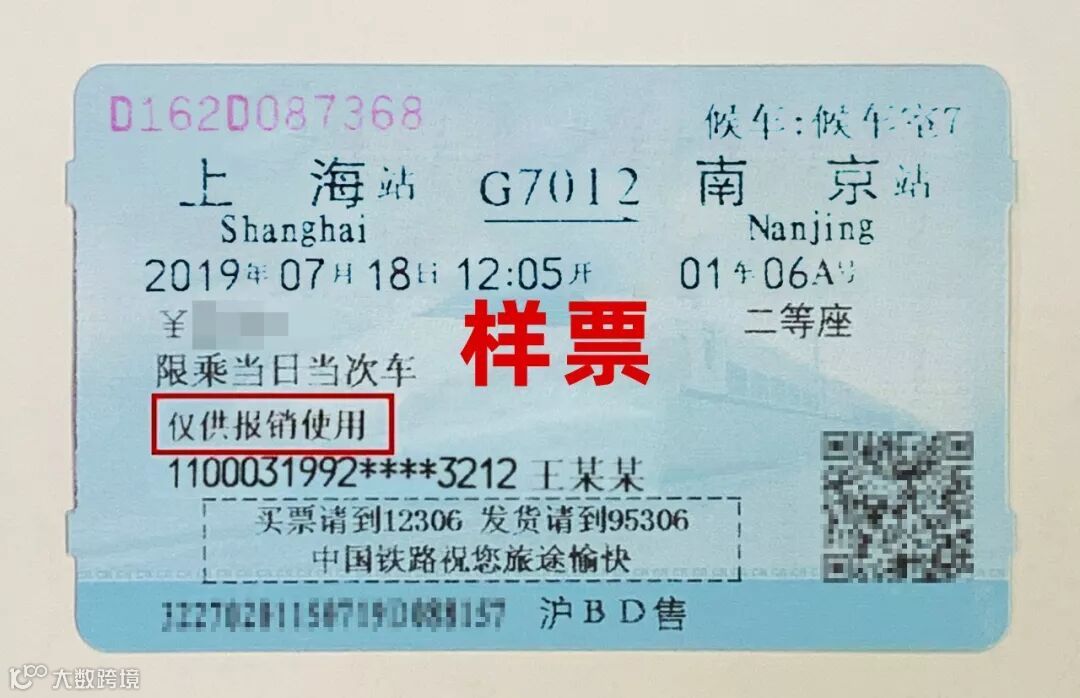 D162D087368
候车:候车室7
上海站 G7012 南京站
Shanghai Nanjing
2019年07月18日 12:05开 01车06A号
¥ 二等座
样票
限乘当日当次车
仅供报销使用
1100031992****3212 王某某
买票请到12306 发货请到95306
中国铁路祝您旅途愉快
沪BD售
大数跨境